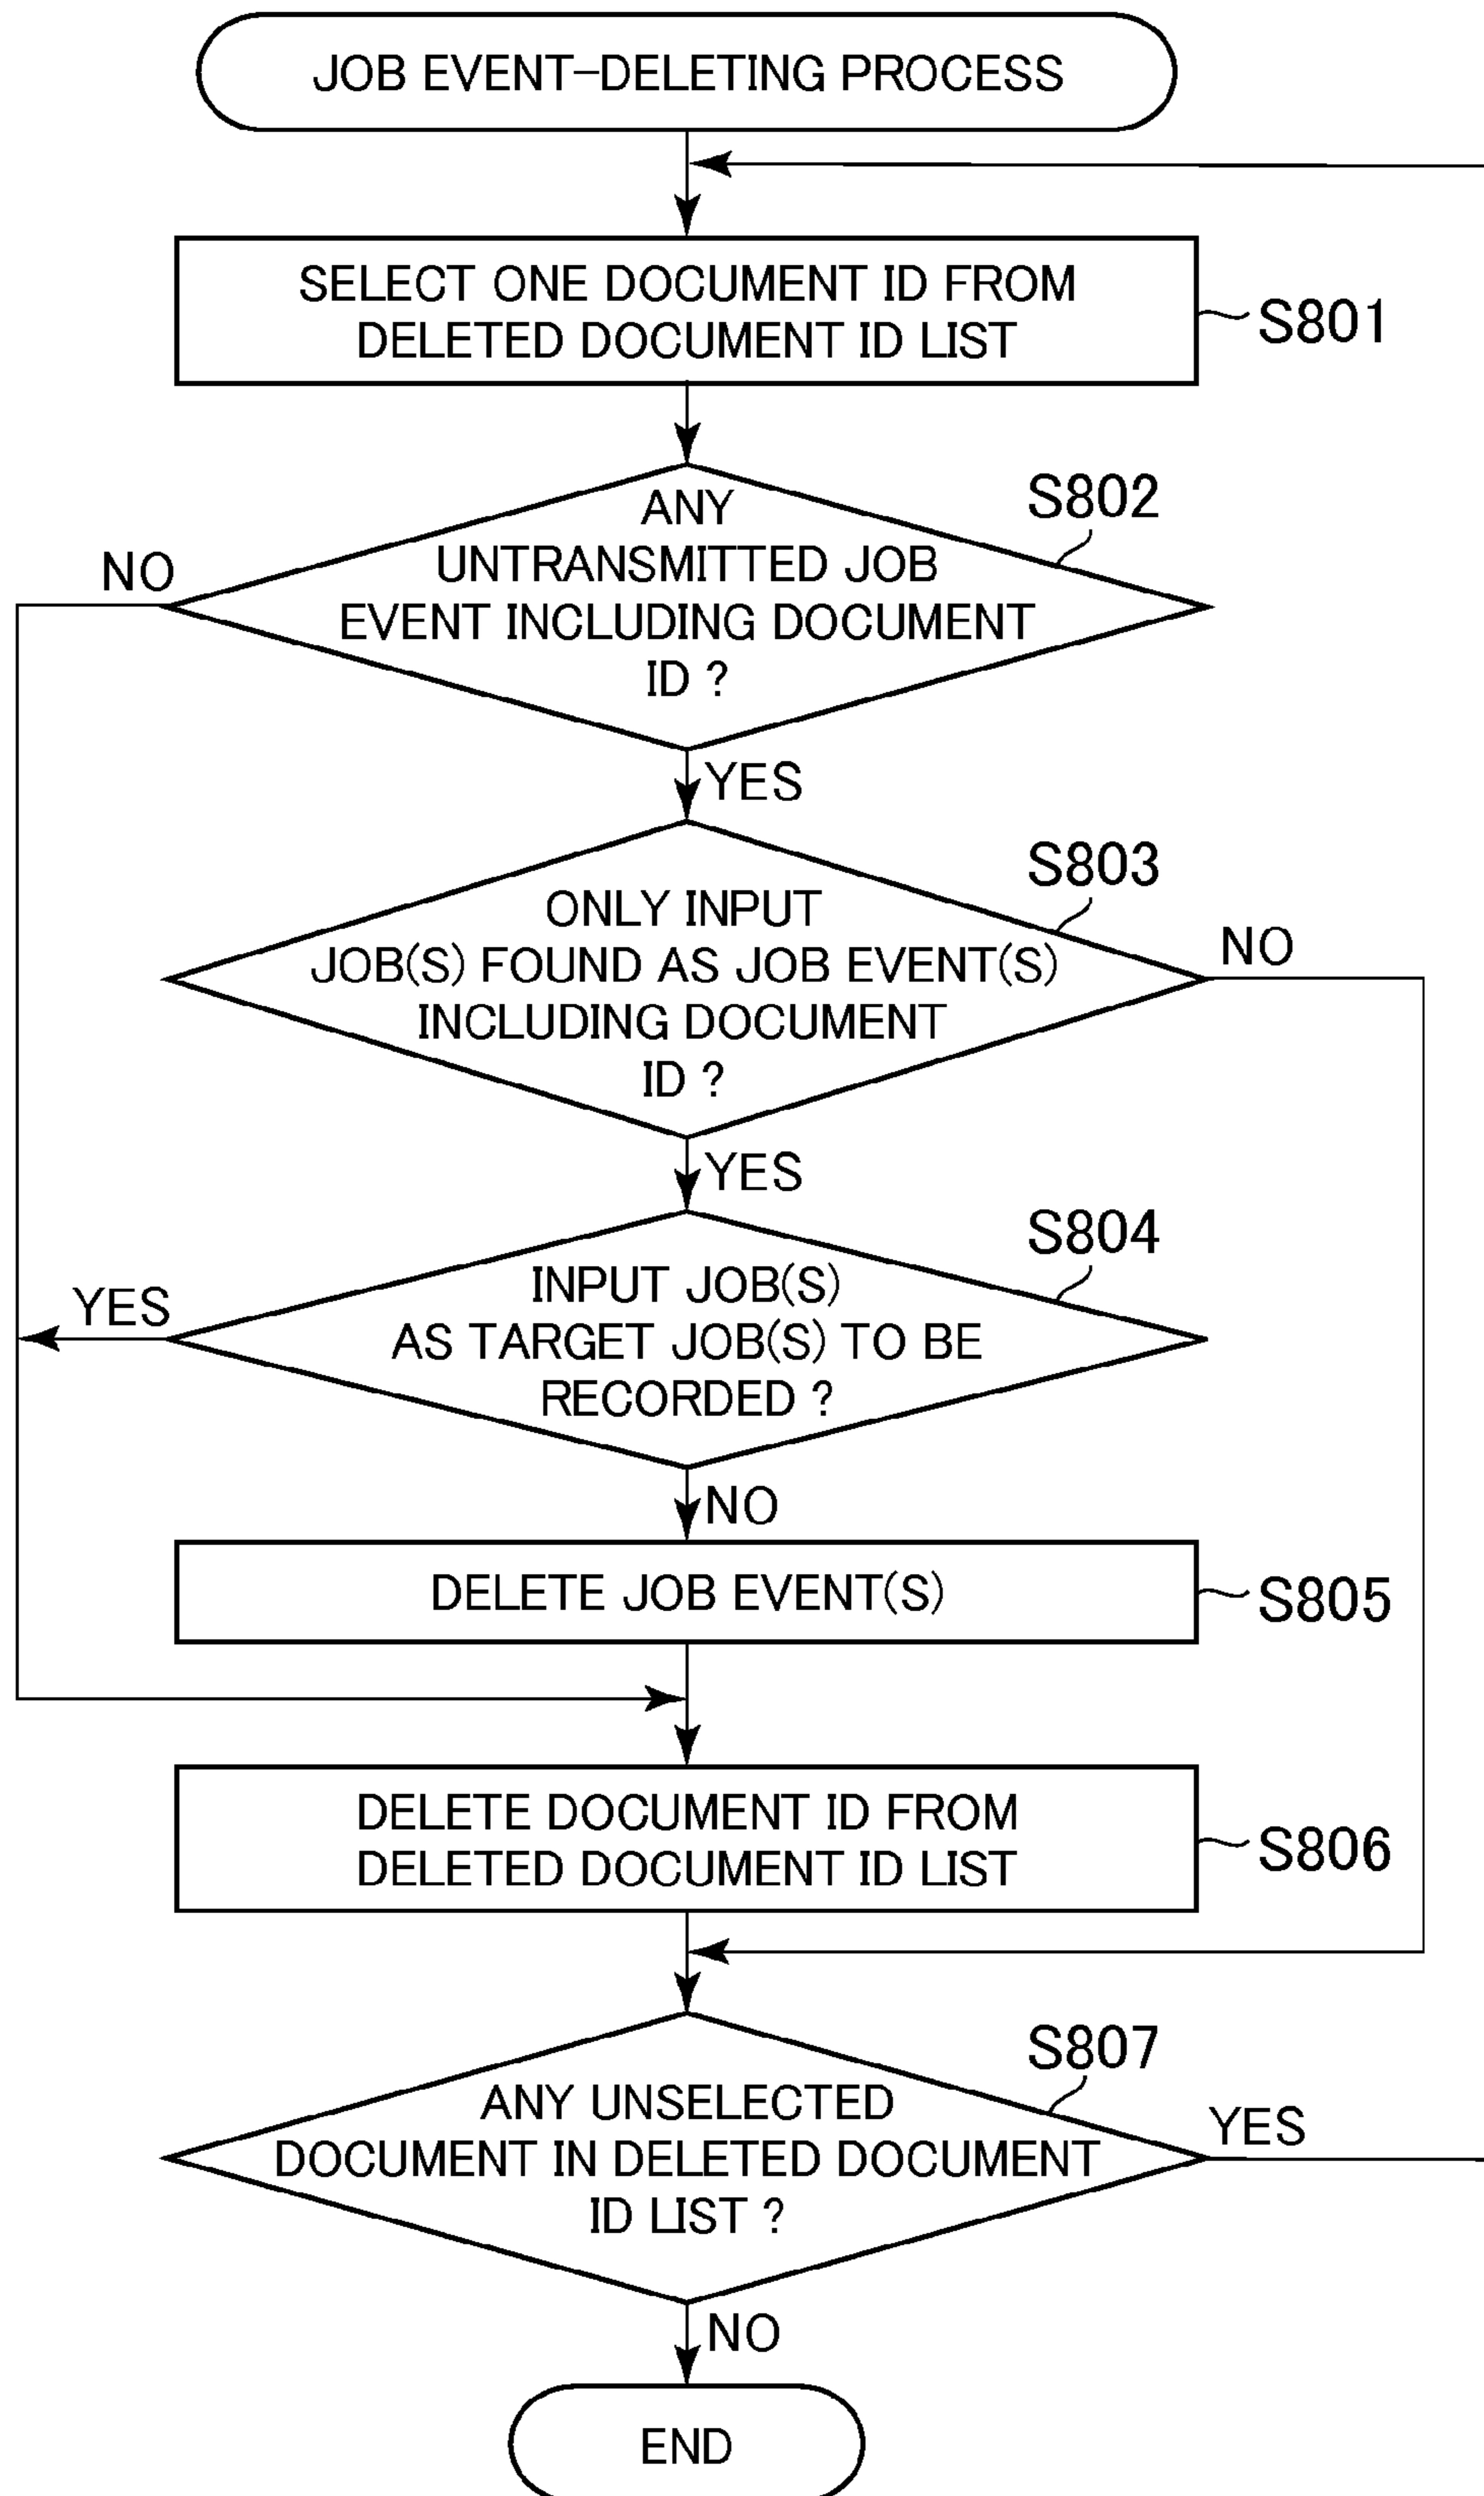 JOB EVENT-DELETING PROCESS
SELECT ONE DOCUMENT ID FROM
DELETED DOCUMENT ID LIST
S801
S802
ANY
UNTRANSMITTED JOB
EVENT INCLUDING DOCUMENT
ID ?
NO
YES
S803
ONLY INPUT
JOB(S) FOUND AS JOB EVENT(S)
INCLUDING DOCUMENT
ID ?
NO
YES
S804
INPUT JOB(S)
AS TARGET JOB(S) TO BE
RECORDED ?
YES
NO
DELETE JOB EVENT(S)
S805
DELETE DOCUMENT ID FROM
DELETED DOCUMENT ID LIST
S806
S807
ANY UNSELECTED
DOCUMENT IN DELETED DOCUMENT
ID LIST ?
YES
NO
END